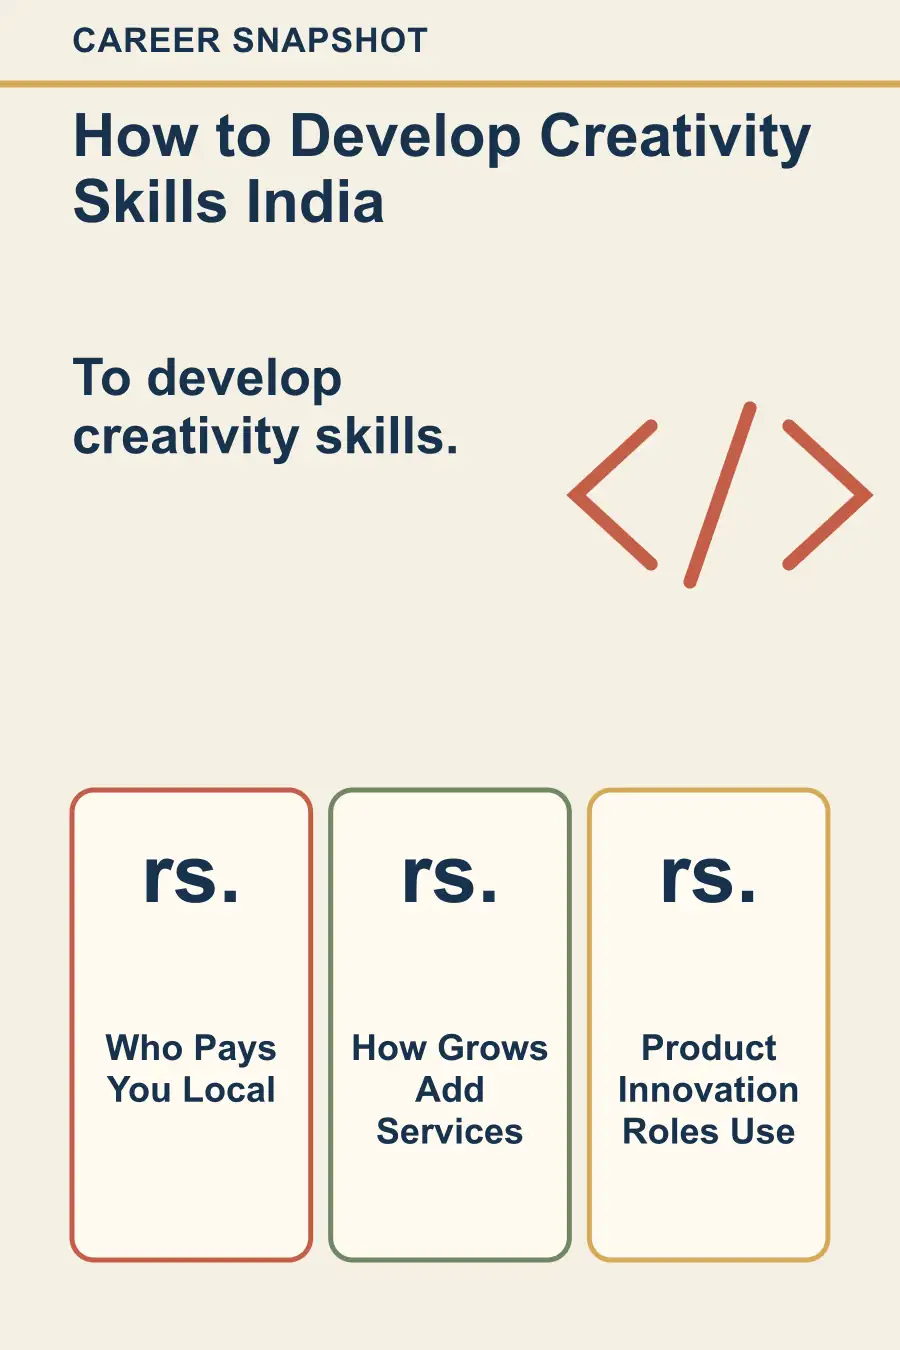 CAREER SNAPSHOT
How to Develop Creativity
Skills India
To develop
creativity skills.
rs.
Who Pays
You Local
rs.
How Grows
Add
Services
rs.
Product
Innovation
Roles Use